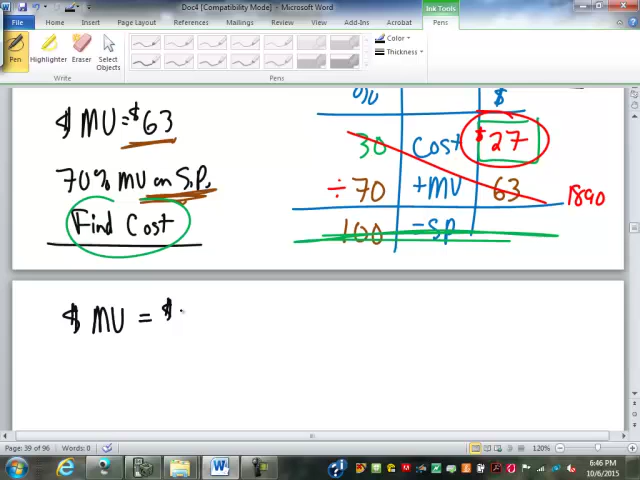 Doc4 [Compatibility Mode] - Microsoft Word
Ink Tools
File Home Insert Page Layout References Mailings Review View Add-Ins Acrobat Pens
Pen Highlighter Eraser Select Objects
Color
Thickness
Write
Pens
% $
$ MU = $63
30 Cost $27
70% MU on S.P.
÷ 70 + MU 63 1890
Find Cost
100 = SP
$ MU = $
Page: 39 of 96 Words: 0 120%
6:46 PM
10/6/2015